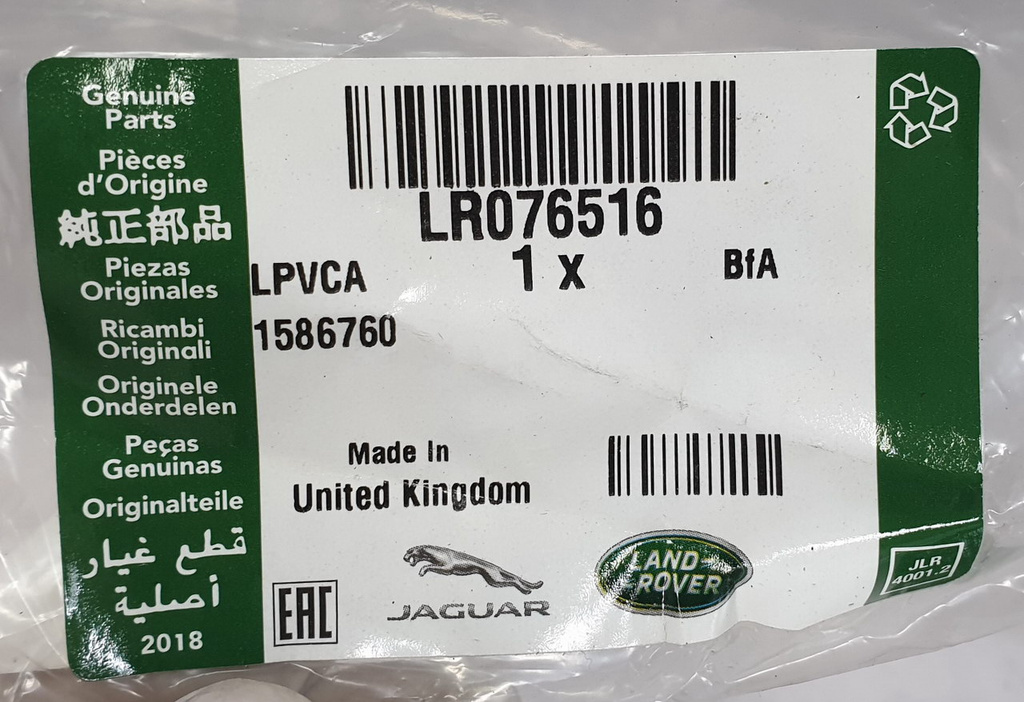 Genuine
Parts
Pièces
d'Origine
純正部品
Piezas
Originales
Ricambi
Originali
Originele
Onderdelen
Peças
Genuinas
Originalteile
قطع غيار
أصلية
2018
LR076516
LPVCA
1 x
BfA
1586760
Made In
United Kingdom
EAC
JAGUAR
LAND
ROVER
JLR
4001.2